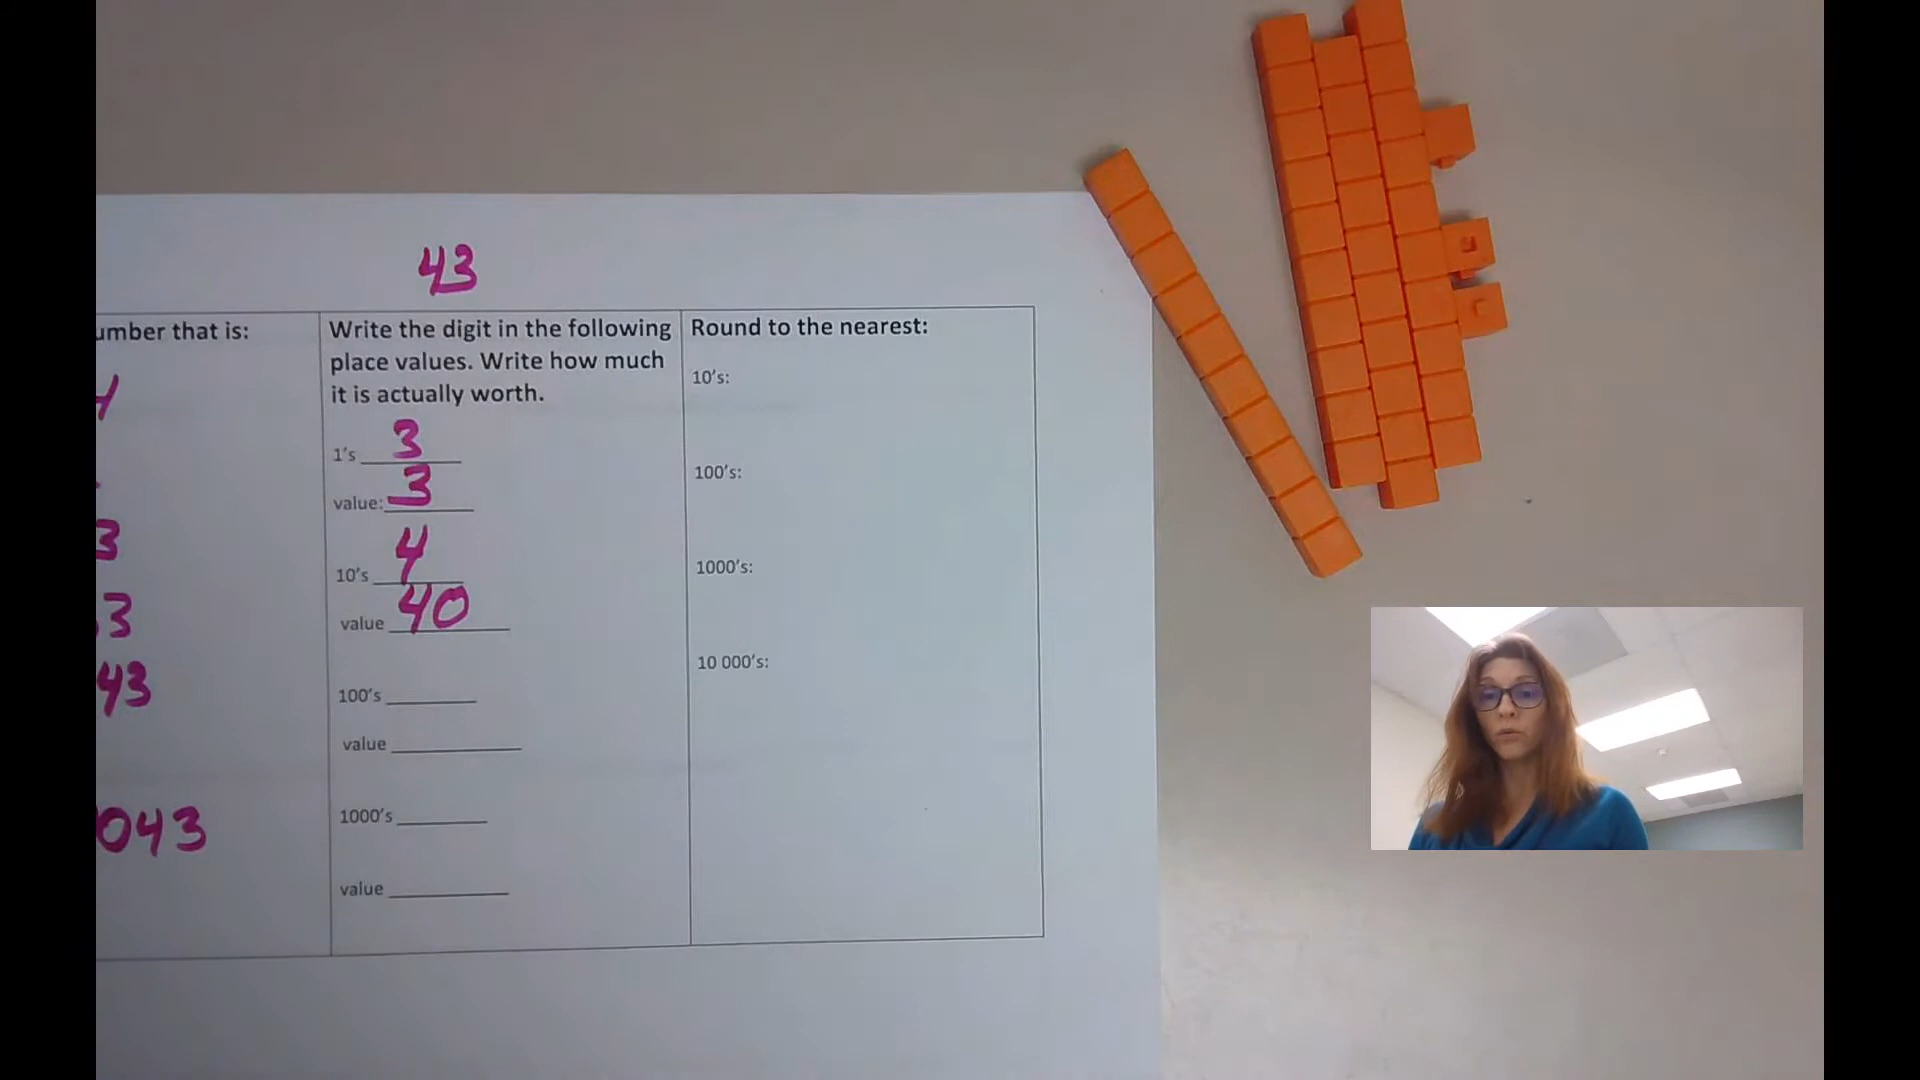 43
umber that is:
4
3
3
43
043
Write the digit in the following
place values. Write how much
it is actually worth.
1's 3
value: 3
10's 4
value 40
100's
value
1000's
value
Round to the nearest:
10's:
100's:
1000's:
10 000's: